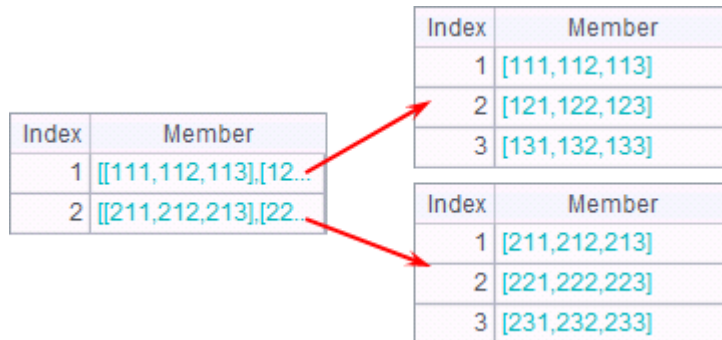 Index Member
1 [[111,112,113],[12...
2 [[211,212,213],[22...
Index Member
1 [111,112,113]
2 [121,122,123]
3 [131,132,133]
Index Member
1 [211,212,213]
2 [221,222,223]
3 [231,232,233]